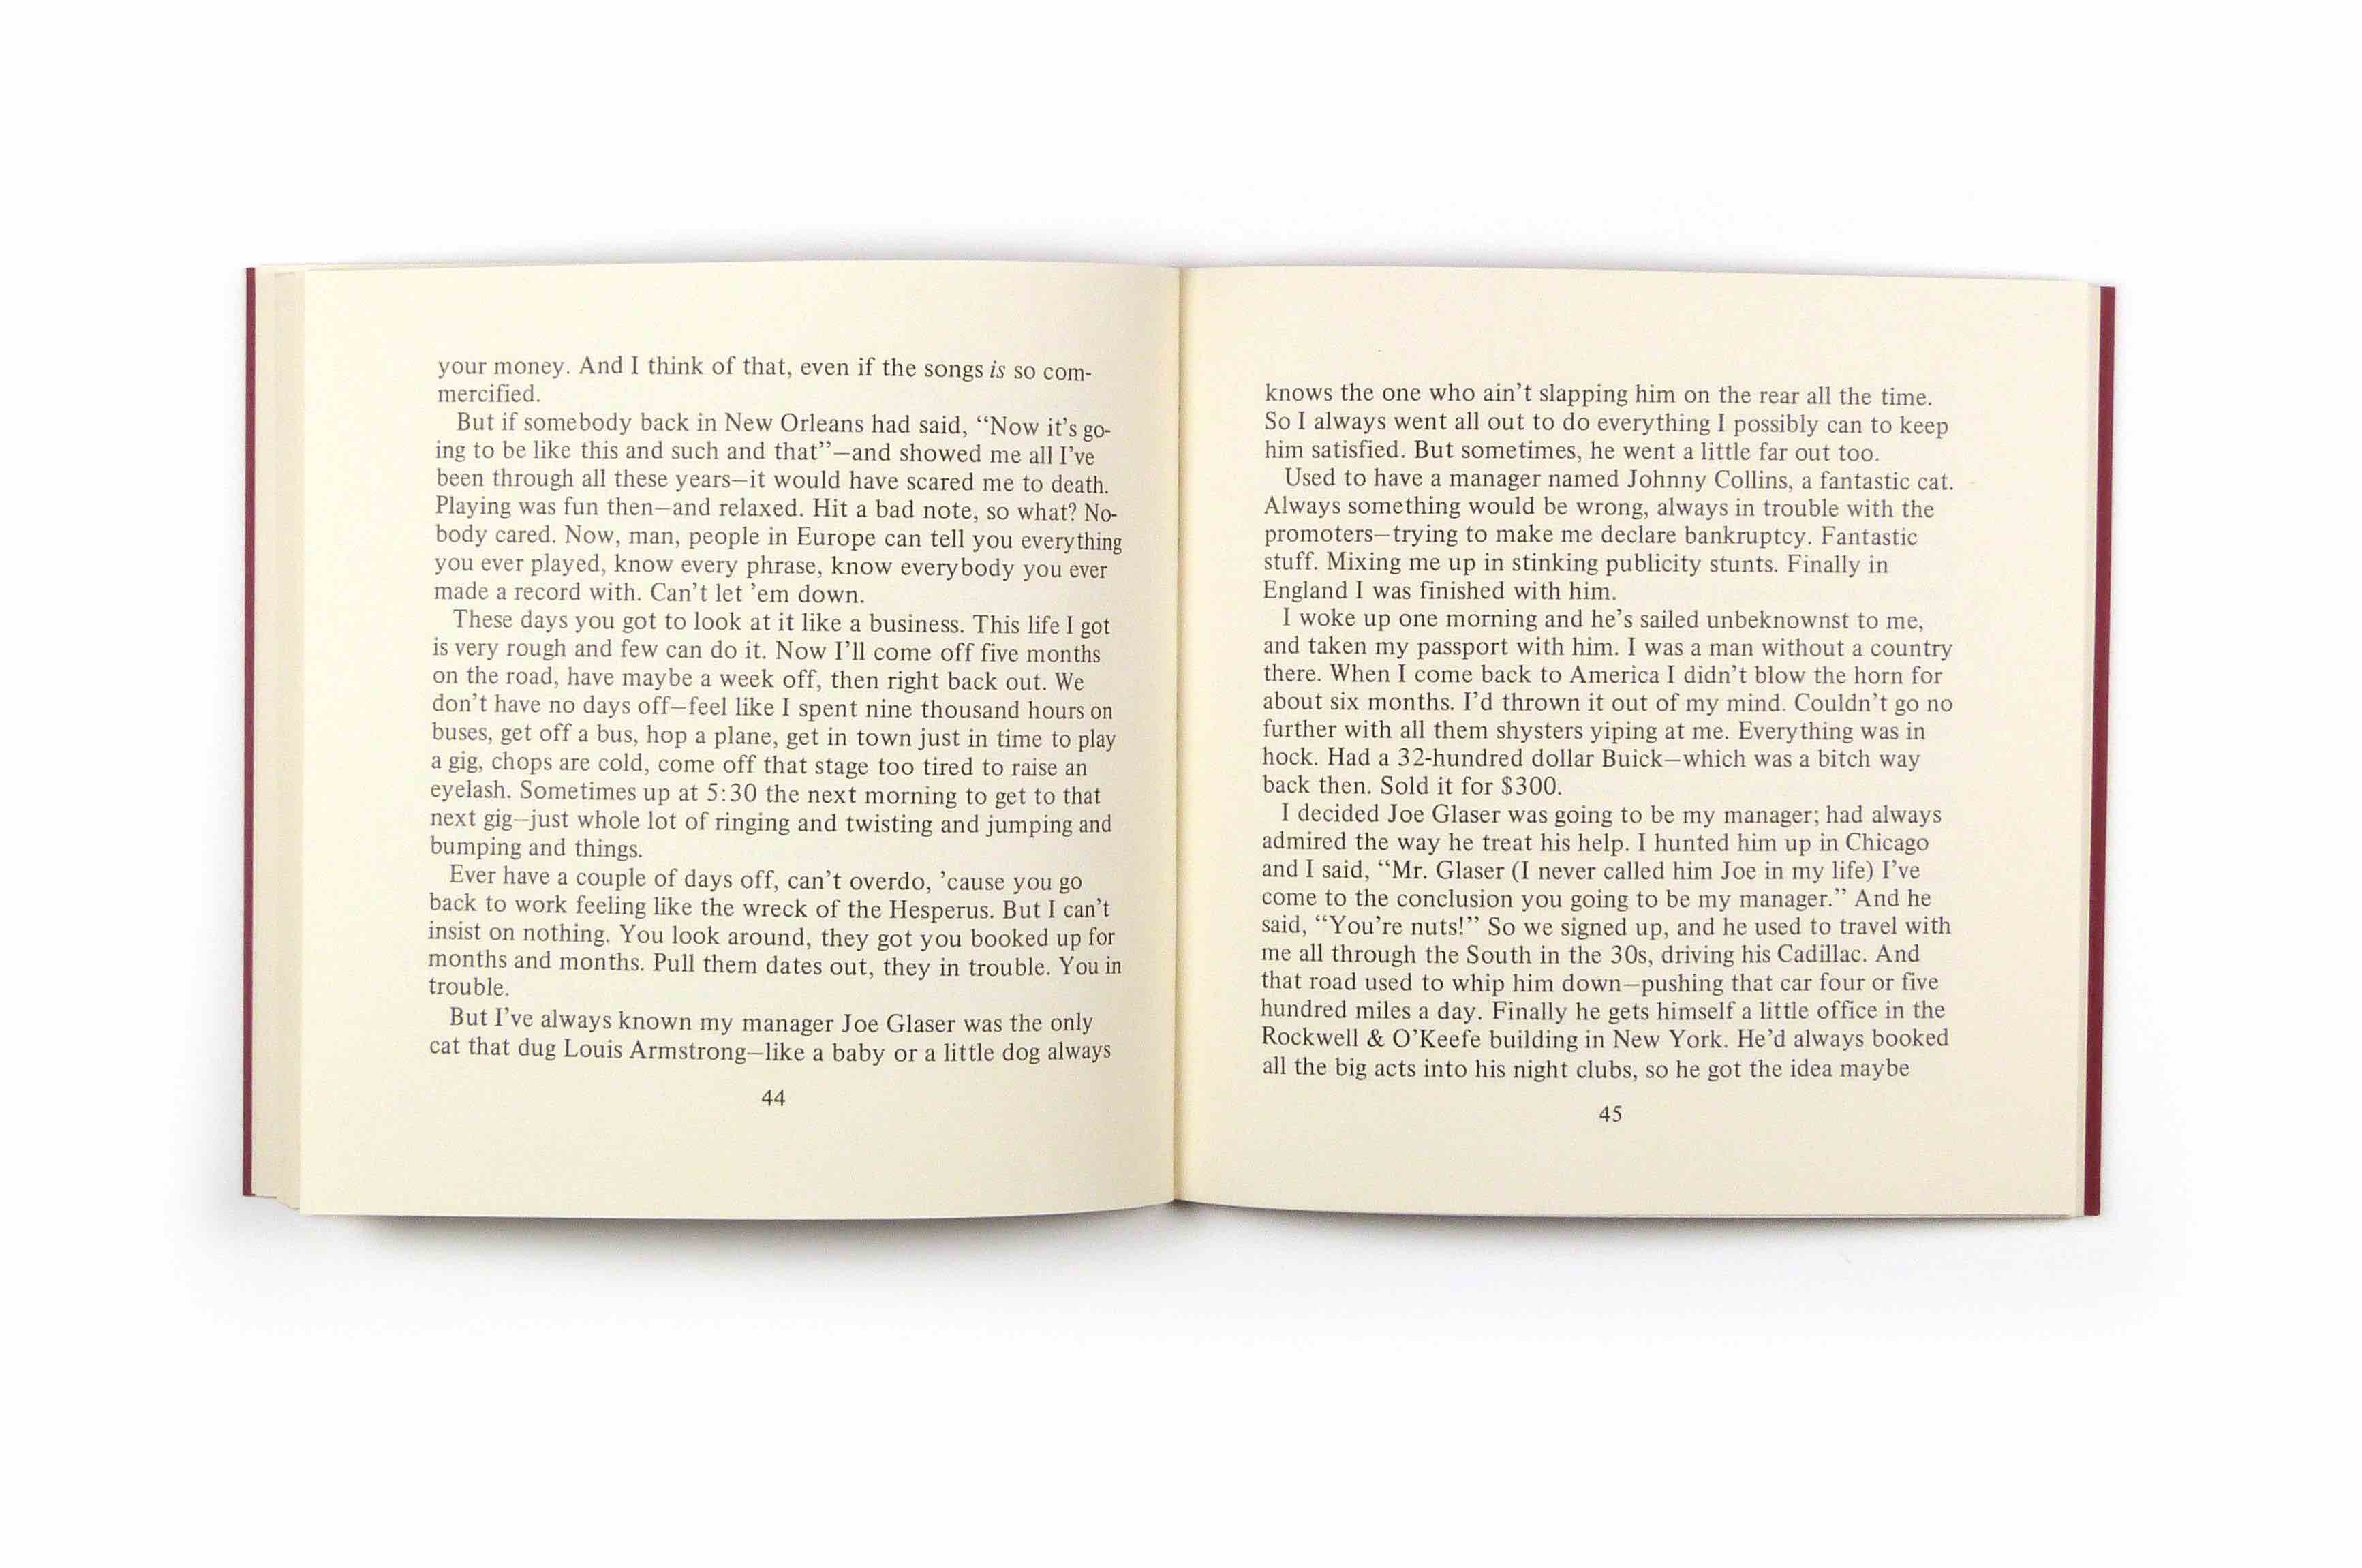 your money. And I think of that, even if the songs is so com-
mercified.
But if somebody back in New Orleans had said, “Now it’s go-
ing to be like this and such and that”—and showed me all I’ve
been through all these years—it would have scared me to death.
Playing was fun then—and relaxed. Hit a bad note, so what? No-
body cared. Now, man, people in Europe can tell you everything
you ever played, know every phrase, know everybody you ever
made a record with. Can’t let ’em down.
These days you got to look at it like a business. This life I got
is very rough and few can do it. Now I’ll come off five months
on the road, have maybe a week off, then right back out. We
don’t have no days off—feel like I spent nine thousand hours on
buses, get off a bus, hop a plane, get in town just in time to play
a gig, chops are cold, come off that stage too tired to raise an
eyelash. Sometimes up at 5:30 the next morning to get to that
next gig—just whole lot of ringing and twisting and jumping and
bumping and things.
Ever have a couple of days off, can’t overdo, ’cause you go
back to work feeling like the wreck of the Hesperus. But I can’t
insist on nothing. You look around, they got you booked up for
months and months. Pull them dates out, they in trouble. You in
trouble.
But I’ve always known my manager Joe Glaser was the only
cat that dug Louis Armstrong—like a baby or a little dog always
44
knows the one who ain’t slapping him on the rear all the time.
So I always went all out to do everything I possibly can to keep
him satisfied. But sometimes, he went a little far out too.
Used to have a manager named Johnny Collins, a fantastic cat.
Always something would be wrong, always in trouble with the
promoters—trying to make me declare bankruptcy. Fantastic
stuff. Mixing me up in stinking publicity stunts. Finally in
England I was finished with him.
I woke up one morning and he’s sailed unbeknownst to me,
and taken my passport with him. I was a man without a country
there. When I come back to America I didn’t blow the horn for
about six months. I’d thrown it out of my mind. Couldn’t go no
further with all them shysters yiping at me. Everything was in
hock. Had a 32-hundred dollar Buick—which was a bitch way
back then. Sold it for $300.
I decided Joe Glaser was going to be my manager; had always
admired the way he treat his help. I hunted him up in Chicago
and I said, “Mr. Glaser (I never called him Joe in my life) I’ve
come to the conclusion you going to be my manager.” And he
said, “You’re nuts!” So we signed up, and he used to travel with
me all through the South in the 30s, driving his Cadillac. And
that road used to whip him down—pushing that car four or five
hundred miles a day. Finally he gets himself a little office in the
Rockwell & O’Keefe building in New York. He’d always booked
all the big acts into his night clubs, so he got the idea maybe
45